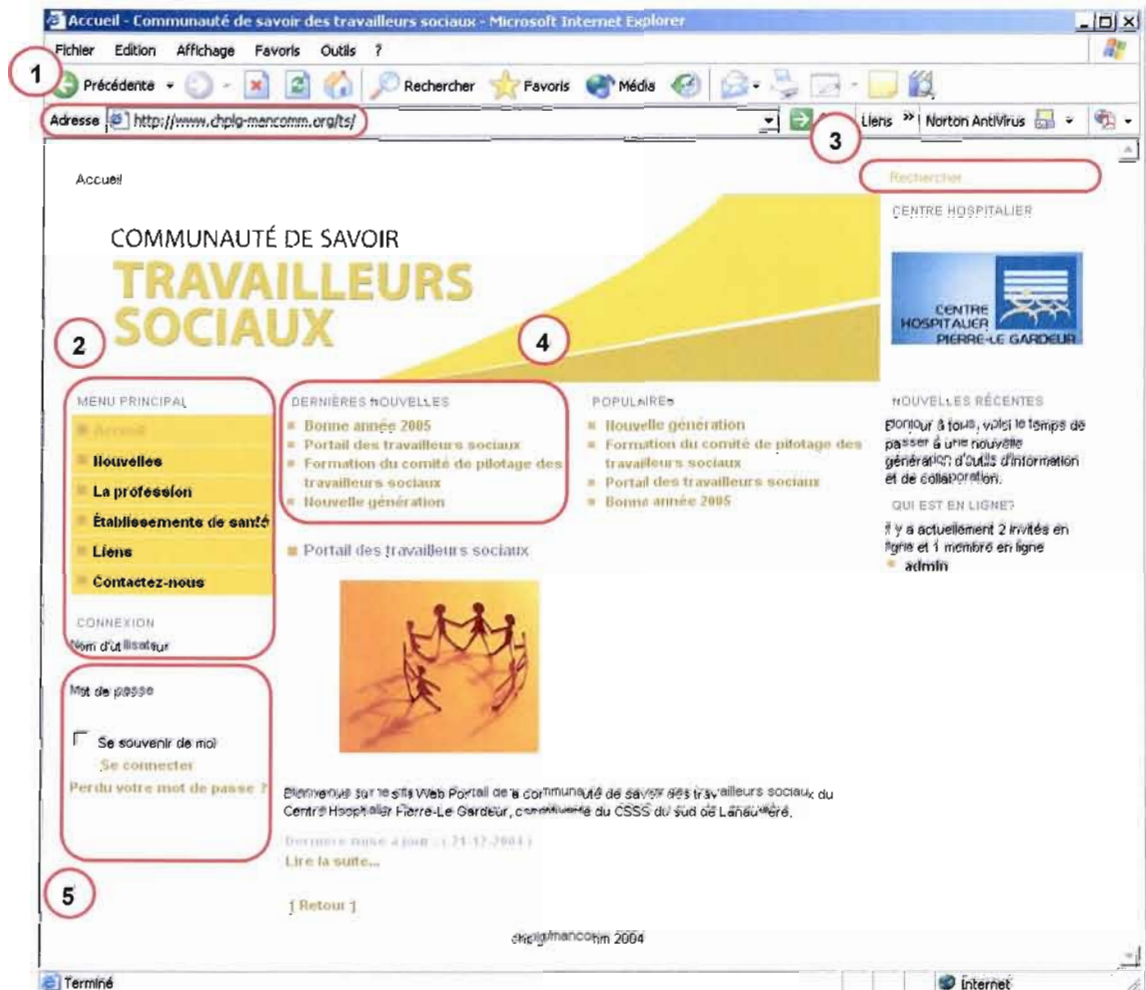 Accueil - Communauté de savoir des travailleurs sociaux - Microsoft Internet Explorer
Fichier Edition Affichage Favoris Outils ?
1
Précédente Rechercher Favoris Média
Adresse http://www.chplg-mancomm.org/ts/
Liens » Norton AntiVirus
3
Accueil
Rechercher
CENTRE HOSPITALIER
COMMUNAUTÉ DE SAVOIR
TRAVAILLEURS
SOCIAUX
CENTRE
HOSPITALIER
PIERRE-LE GARDEUR
2
4
MENU PRINCIPAL
Accueil
Nouvelles
La profession
Établissements de santé
Liens
Contactez-nous
DERNIÈRES NOUVELLES
Bonne année 2005
Portail des travailleurs sociaux
Formation du comité de pilotage des
travailleurs sociaux
Nouvelle génération
POPULAIRES
Nouvelle génération
Formation du comité de pilotage des
travailleurs sociaux
Portail des travailleurs sociaux
Bonne année 2005
NOUVELLES RÉCENTES
Bonjour à tous, voici le temps de
passer à une nouvelle
génération d'outils d'information
et de collaboration.
QUI EST EN LIGNE?
Il y a actuellement 2 invités en
ligne et 1 membre en ligne
admin
Portail des travailleurs sociaux
CONNEXION
Nom d'utilisateur
Mot de passe
Se souvenir de moi
Se connecter
Perdu votre mot de passe ?
5
Bienvenue sur le site Web Portail de la communauté de savoir des travailleurs sociaux du
Centre Hospitalier Pierre-Le Gardeur, constituante du CSSS du sud de Lanaudière.
Dernière mise à jour : ( 21-12-2004 )
Lire la suite...
[ Retour ]
chplg/mancomm 2004
Terminé
Internet